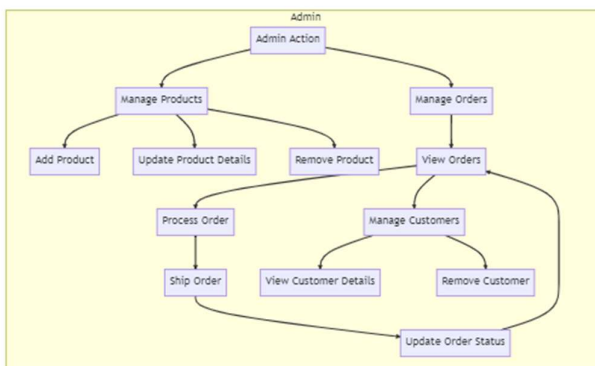 Admin
Admin Action
Manage Products
Manage Orders
Add Product
Update Product Details
Remove Product
View Orders
Process Order
Manage Customers
Ship Order
View Customer Details
Remove Customer
Update Order Status